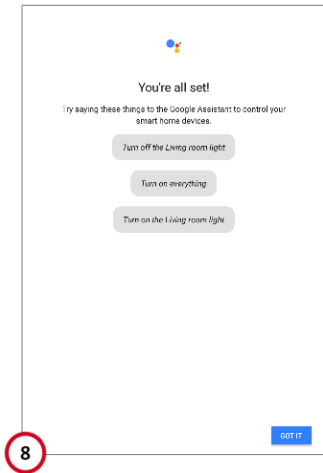 You're all set!
Try saying these things to the Google Assistant to control your
smart home devices.
Turn off the Living room light
Turn on everything
Turn on the Living room light
GOT IT
8